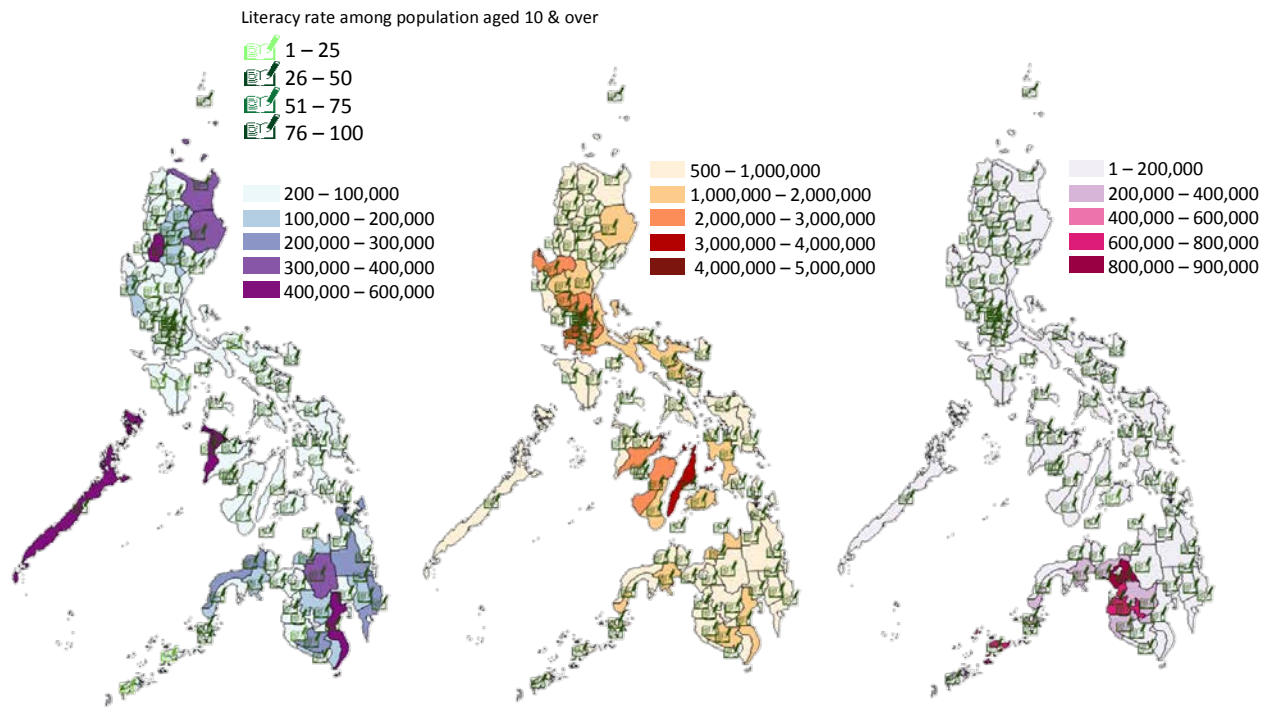 Literacy rate among population aged 10 & over
1 – 25
26 – 50
51 – 75
76 – 100
200 – 100,000
100,000 – 200,000
200,000 – 300,000
300,000 – 400,000
400,000 – 600,000
500 – 1,000,000
1,000,000 – 2,000,000
2,000,000 – 3,000,000
3,000,000 – 4,000,000
4,000,000 – 5,000,000
1 – 200,000
200,000 – 400,000
400,000 – 600,000
600,000 – 800,000
800,000 – 900,000